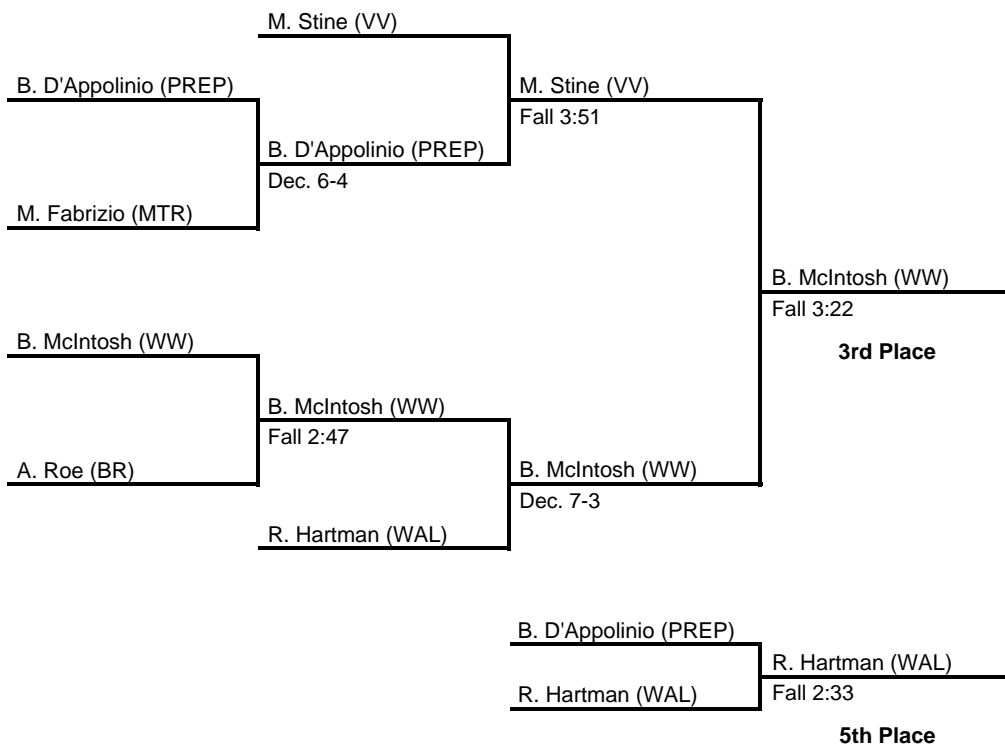 M. Stine (VV)
B. D'Appolinio (PREP)
M. Stine (VV)
Fall 3:51
B. D'Appolinio (PREP)
Dec. 6-4
M. Fabrizio (MTR)
B. McIntosh (WW)
Fall 3:22
3rd Place
B. McIntosh (WW)
B. McIntosh (WW)
Fall 2:47
A. Roe (BR)
B. McIntosh (WW)
Dec. 7-3
R. Hartman (WAL)
B. D'Appolinio (PREP)
R. Hartman (WAL)
Fall 2:33
R. Hartman (WAL)
5th Place